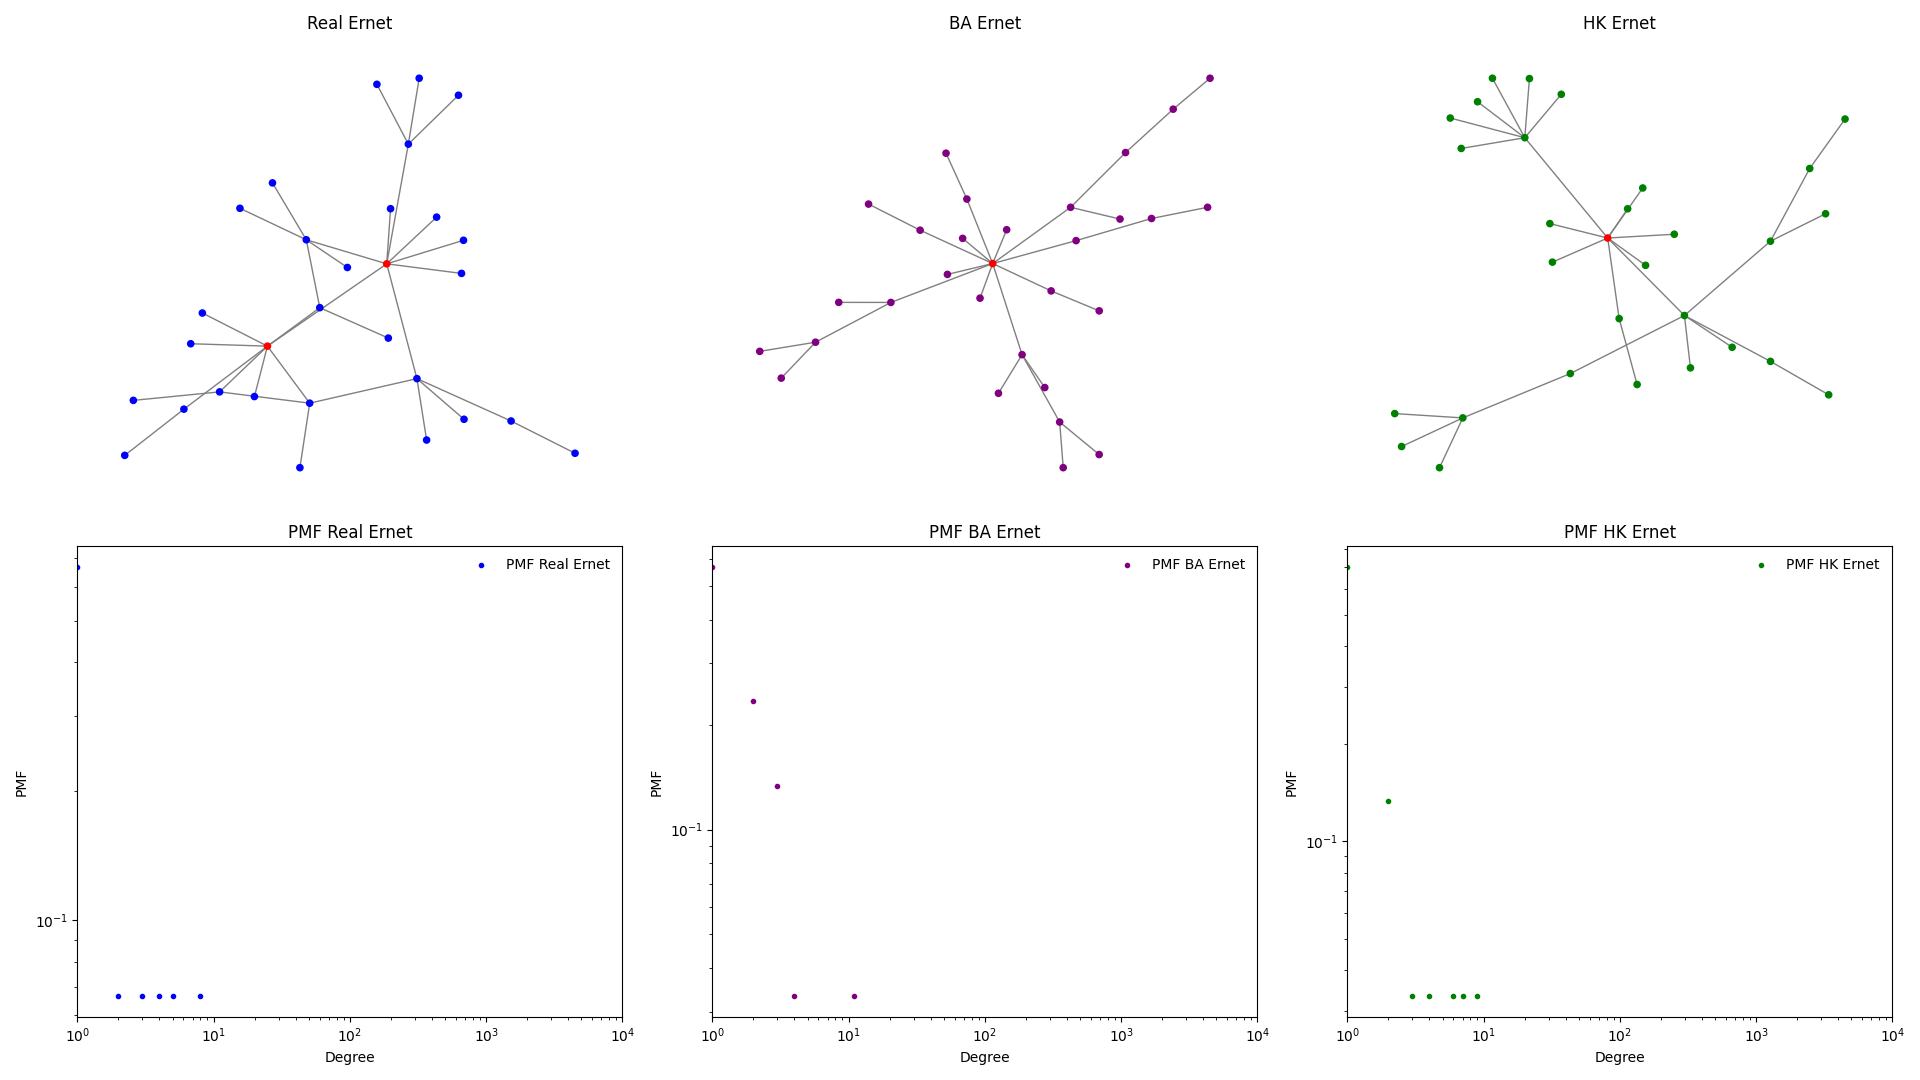 Real Ernet
BA Ernet
HK Ernet
PMF Real Ernet
PMF Real Ernet
PMF
10⁻¹
10⁰ 10¹ 10² 10³ 10⁴
Degree
PMF BA Ernet
PMF BA Ernet
PMF
10⁻¹
10⁰ 10¹ 10² 10³ 10⁴
Degree
PMF HK Ernet
PMF HK Ernet
PMF
10⁻¹
10⁰ 10¹ 10² 10³ 10⁴
Degree